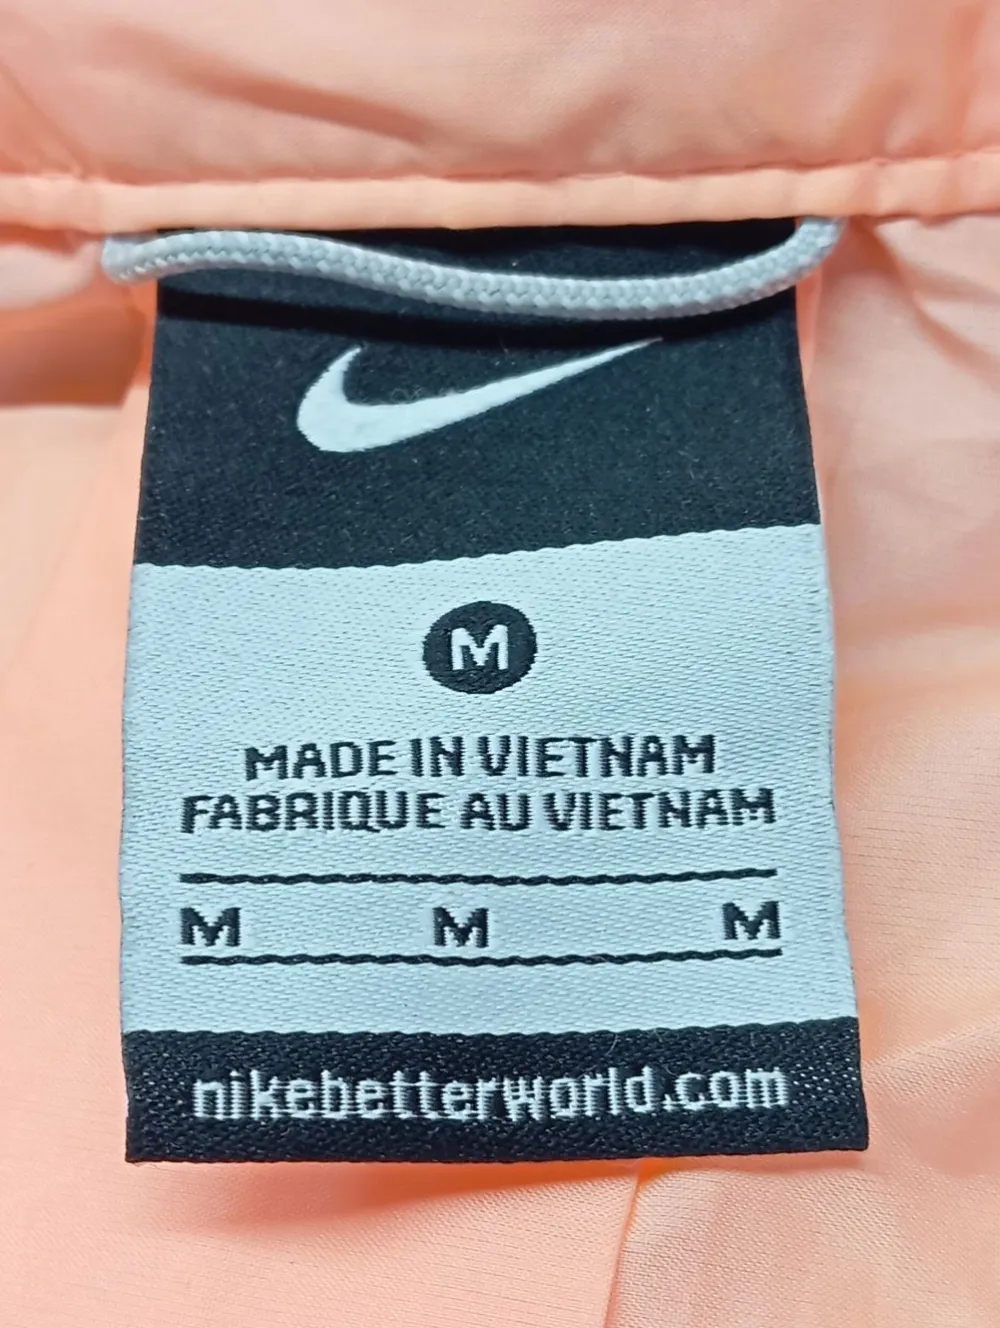 M
MADE IN VIETNAM
FABRIQUE AU VIETNAM
M M M
nikebetterworld.com